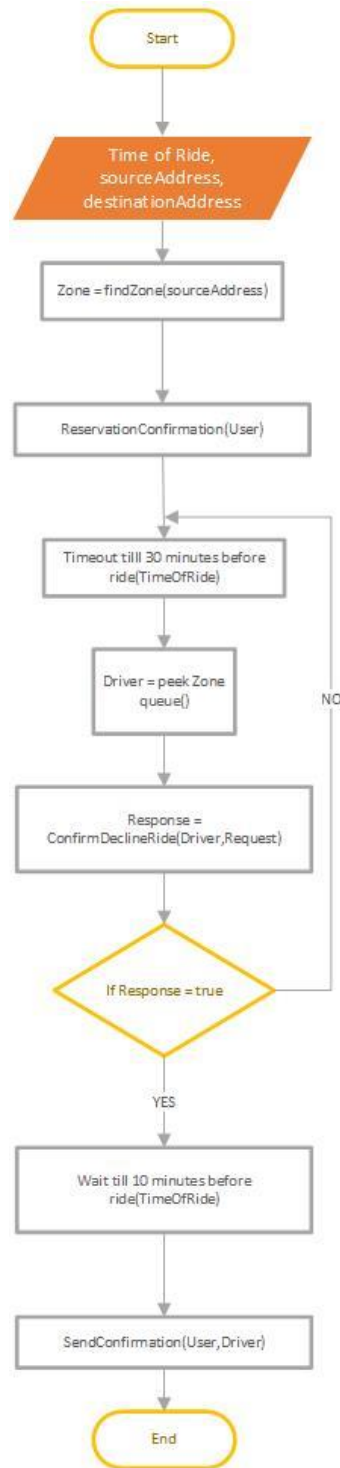 Start
Time of Ride,
sourceAddress,
destinationAddress
Zone = findZone(sourceAddress)
ReservationConfirmation(User)
Timeout tilll 30 minutes before
ride(TimeOfRide)
Driver = peek Zone
queue()
NO
Response =
ConfirmDeclineRide(Driver,Request)
If Response = true
YES
Wait till 10 minutes before
ride(TimeOfRide)
SendConfirmation(User,Driver)
End